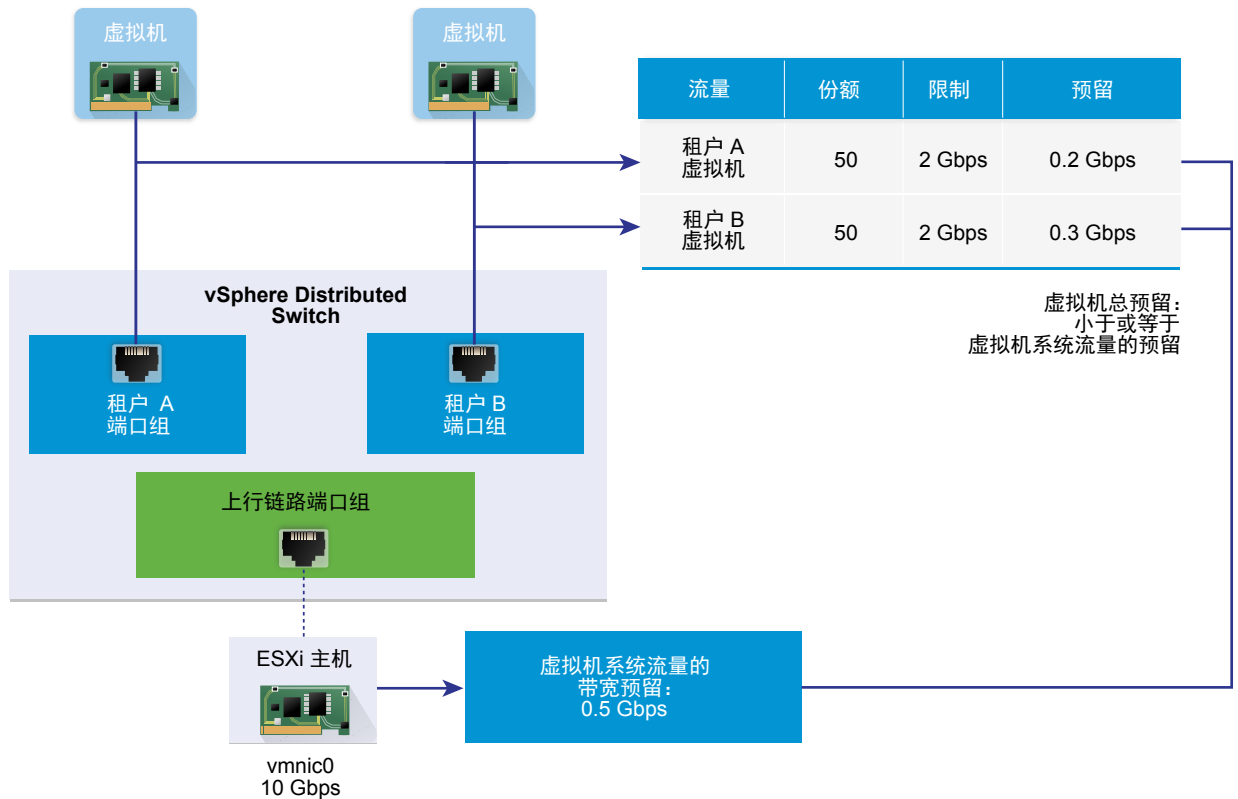 虚拟机
虚拟机
流量 份额 限制 预留
租户 A
虚拟机
50 2 Gbps 0.2 Gbps
租户 B
虚拟机
50 2 Gbps 0.3 Gbps
虚拟机总预留：
小于或等于
虚拟机系统流量的预留
vSphere Distributed
Switch
租户 A
端口组
租户 B
端口组
上行链路端口组
ESXi 主机
vmnic0
10 Gbps
虚拟机系统流量的
带宽预留：
0.5 Gbps